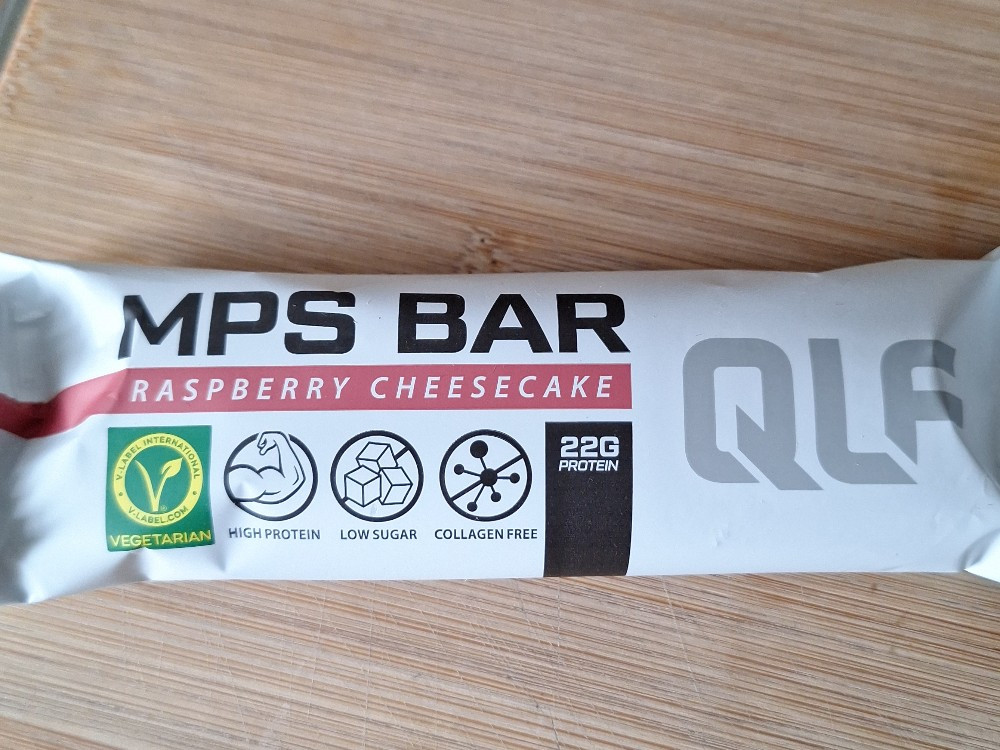 MPS BAR
RASPBERRY CHEESECAKE
QLF
V-LABEL INTERNATIONAL
V-LABEL.COM
VEGETARIAN
HIGH PROTEIN
LOW SUGAR
COLLAGEN FREE
22G
PROTEIN